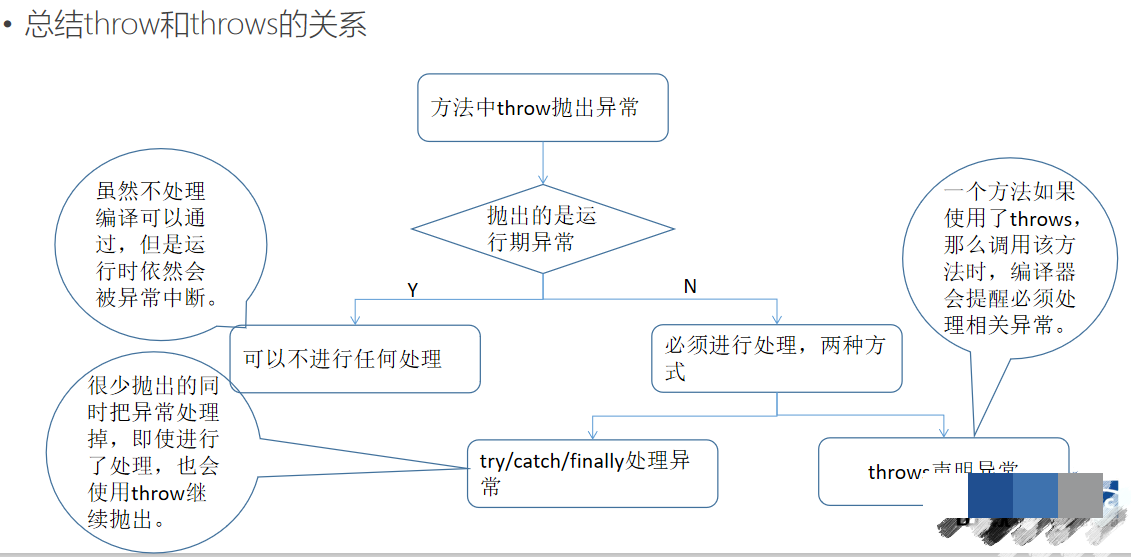 • 总结throw和throws的关系
方法中throw抛出异常
抛出的是运
行期异常
Y
N
虽然不处理
编译可以通
过，但是运
行时依然会
被异常中断。
可以不进行任何处理
必须进行处理，两种方
式
一个方法如果
使用了throws，
那么调用该方
法时，编译器
会提醒必须处
理相关异常。
很少抛出的同
时把异常处理
掉，即使进行
了处理，也会
使用throw继
续抛出。
try/catch/finally处理异
常
throws声明异常